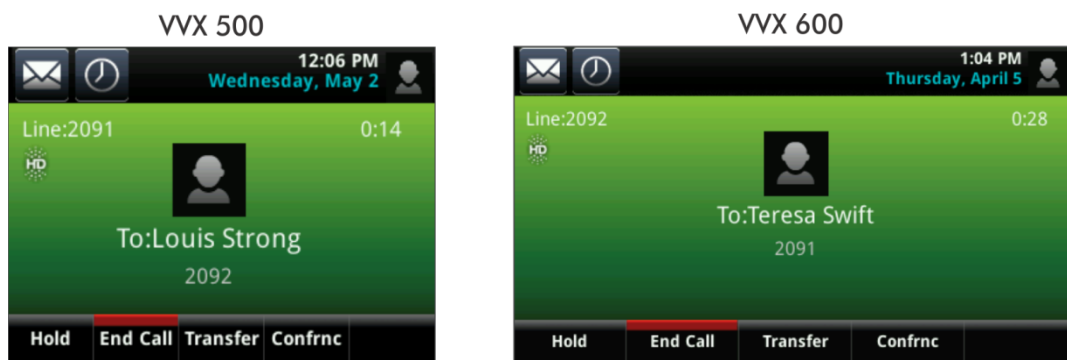 VVX 500
12:06 PM
Wednesday, May 2
Line:2091 0:14
HD
To:Louis Strong
2092
Hold End Call Transfer Confrnc
VVX 600
1:04 PM
Thursday, April 5
Line:2092 0:28
HD
To:Teresa Swift
2091
Hold End Call Transfer Confrnc